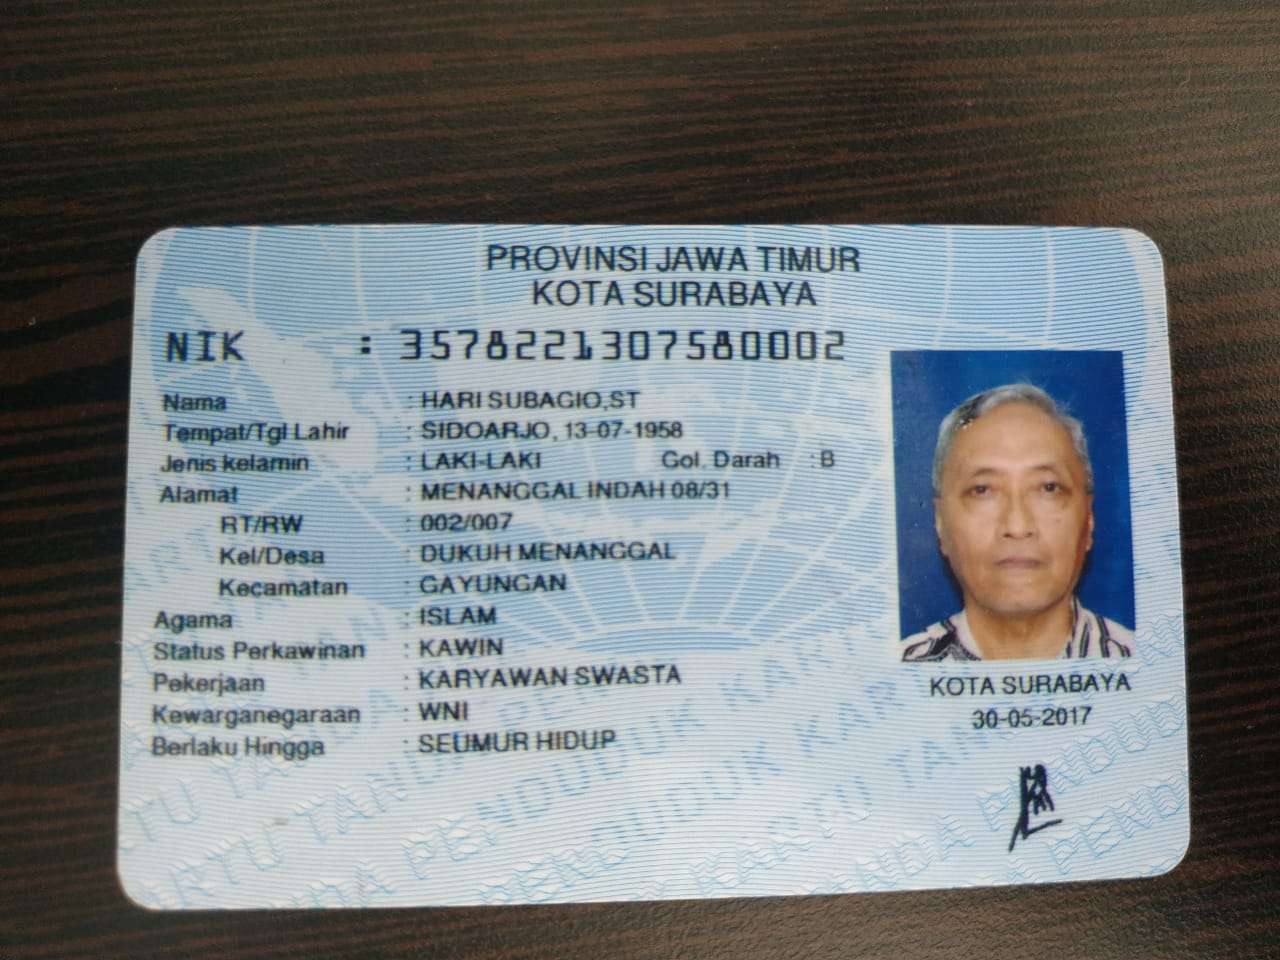 PROVINSI JAWA TIMUR
KOTA SURABAYA
NIK : 3578221307580002
Nama : HARI SUBAGIO,ST
Tempat/Tgl Lahir : SIDOARJO, 13-07-1958
Jenis kelamin : LAKI-LAKI Gol. Darah : B
Alamat : MENANGGAL INDAH 08/31
RT/RW : 002/007
Kel/Desa : DUKUH MENANGGAL
Kecamatan : GAYUNGAN
Agama : ISLAM
Status Perkawinan : KAWIN
Pekerjaan : KARYAWAN SWASTA
Kewarganegaraan : WNI
Berlaku Hingga : SEUMUR HIDUP
KOTA SURABAYA
30-05-2017